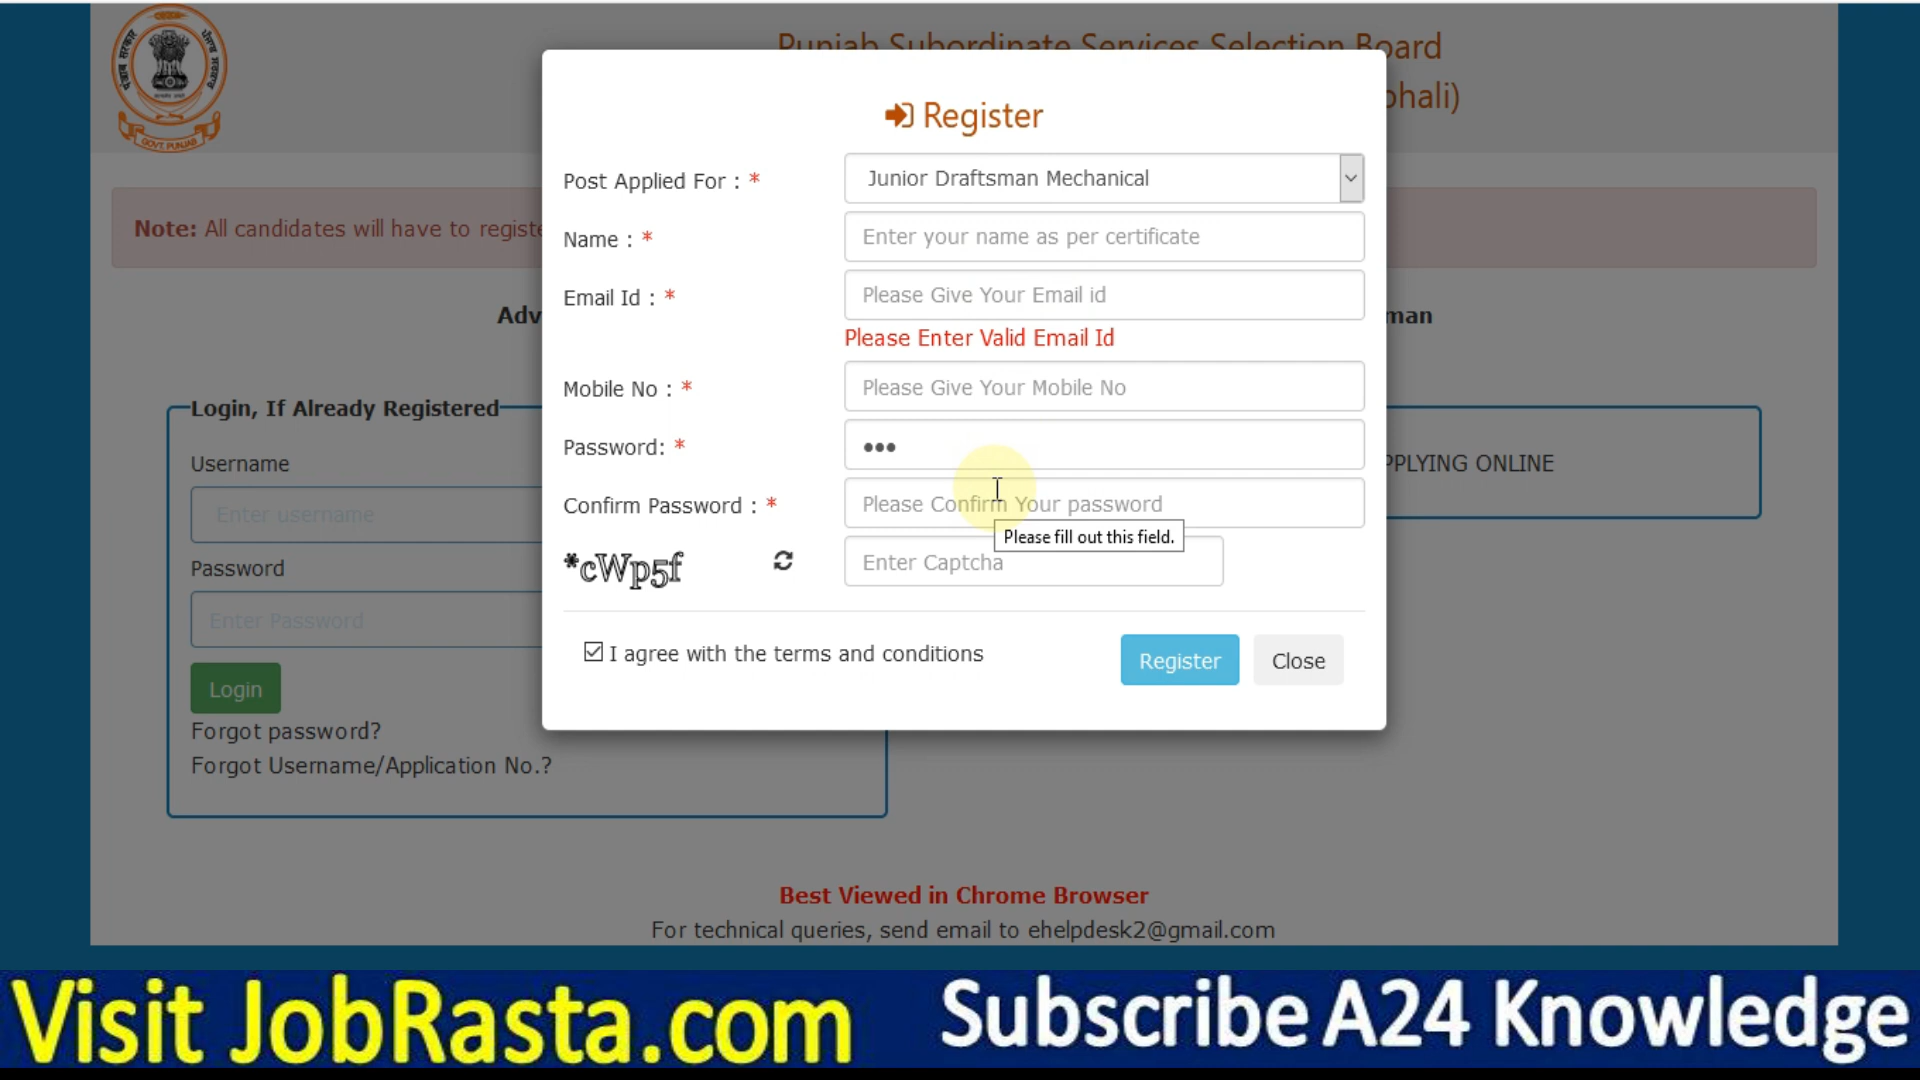 Punjab Subordinate Services Selection Board
ohali)
GOVT. PUNJAB
Register
Post Applied For : *
Junior Draftsman Mechanical
Name : *
Enter your name as per certificate
Note: All candidates will have to registe
Email Id : *
Please Give Your Email id
Please Enter Valid Email Id
Adv
man
Mobile No : *
Please Give Your Mobile No
Password: *
•••
Confirm Password : *
Please Confirm Your password
Please fill out this field.
*cWp5f
Enter Captcha
I agree with the terms and conditions
Register
Close
Login, If Already Registered
Username
Enter username
Password
Enter Password
Login
Forgot password?
Forgot Username/Application No.?
PPLYING ONLINE
Best Viewed in Chrome Browser
For technical queries, send email to ehelpdesk2@gmail.com
Visit JobRasta.com
Subscribe A24 Knowledge